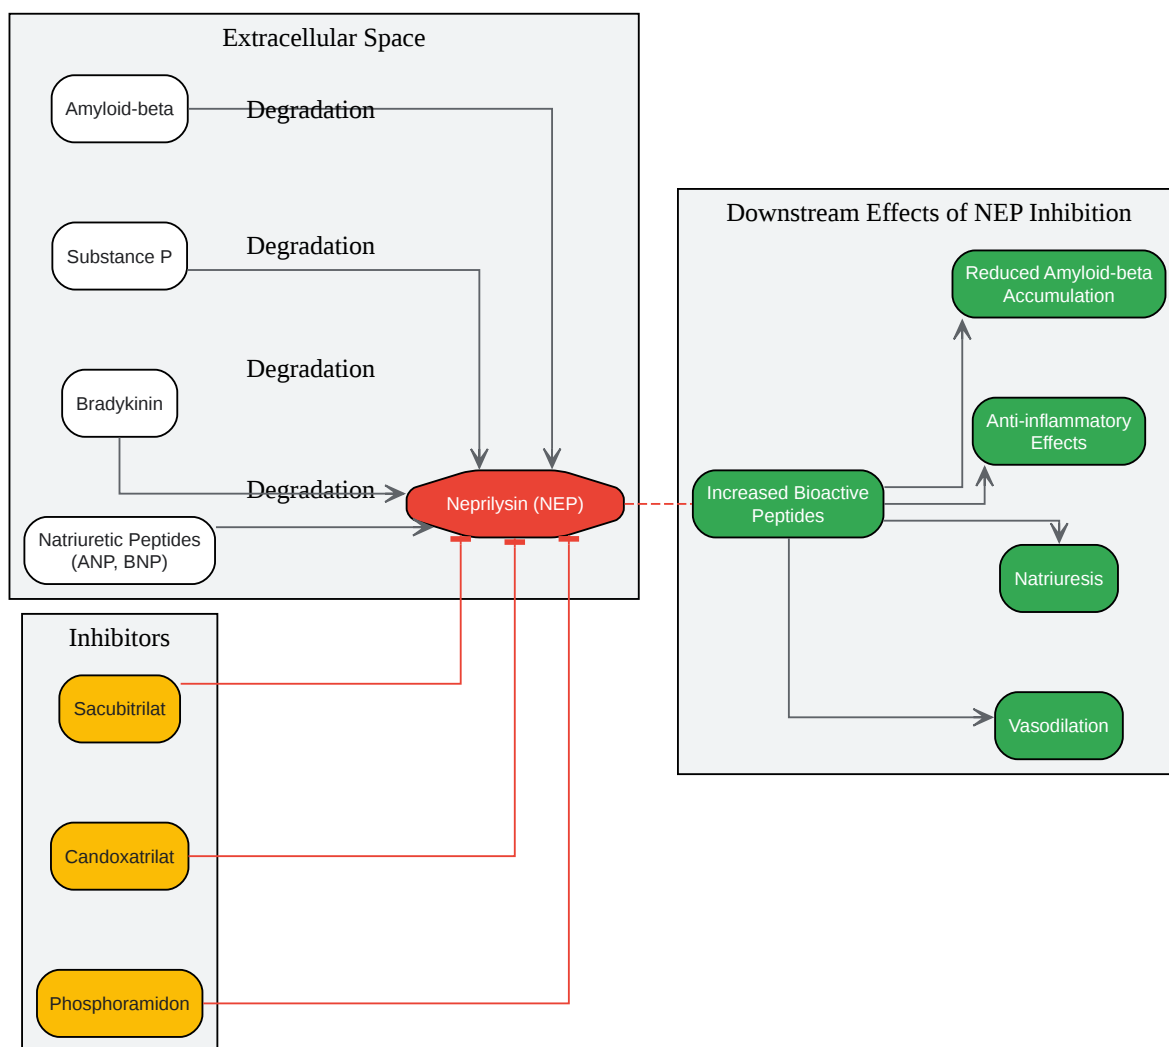 Extracellular Space
Amyloid-beta
Degradation
Substance P
Degradation
Bradykinin
Degradation
Degradation
Natriuretic Peptides
(ANP, BNP)
Neprilysin (NEP)
Inhibitors
Sacubitrilat
Candoxatrilat
Phosphoramidon
Downstream Effects of NEP Inhibition
Reduced Amyloid-beta
Accumulation
Anti-inflammatory
Effects
Increased Bioactive
Peptides
Natriuresis
Vasodilation